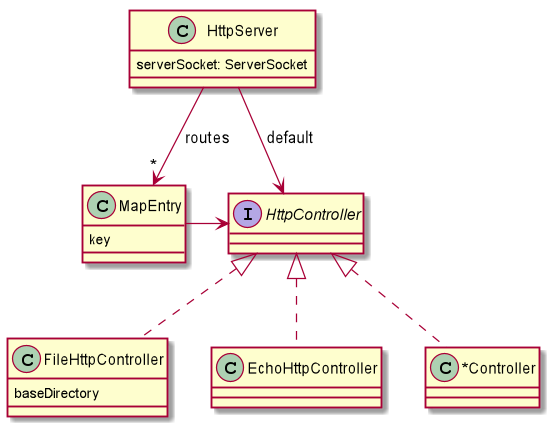 C HttpServer
serverSocket: ServerSocket
routes
default
*
C MapEntry
key
I HttpController
C FileHttpController
baseDirectory
C EchoHttpController
C *Controller